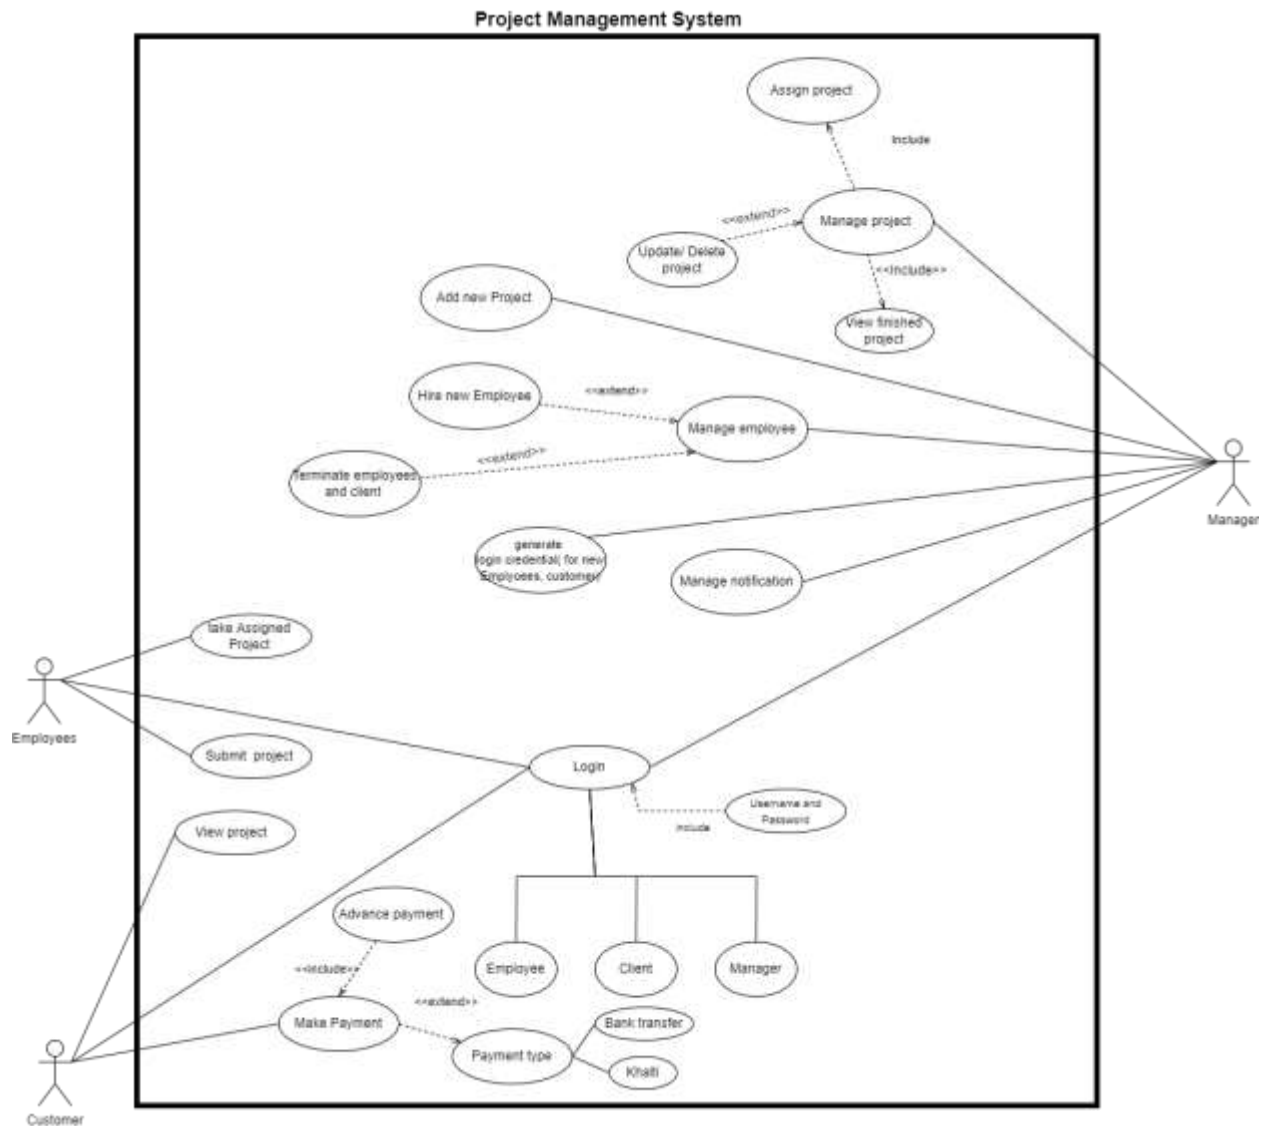 Project Management System
Assign project
Include
Manage project
<<extend>>
Update/ Delete
project
<<Include>>
Add new Project
View finished
project
Hire new Employee
<<extend>>
Manage employee
<<extend>>
Terminate employees
and client
Manager
generate
login credential( for new
Emplyoees, customer)
Manage notification
take Assigned
Project
Employees
Submit project
Login
Username and
Password
include
View project
Advance payment
<<include>>
Employee
Client
Manager
<<extend>>
Make Payment
Bank transfer
Payment type
Khalti
Customer